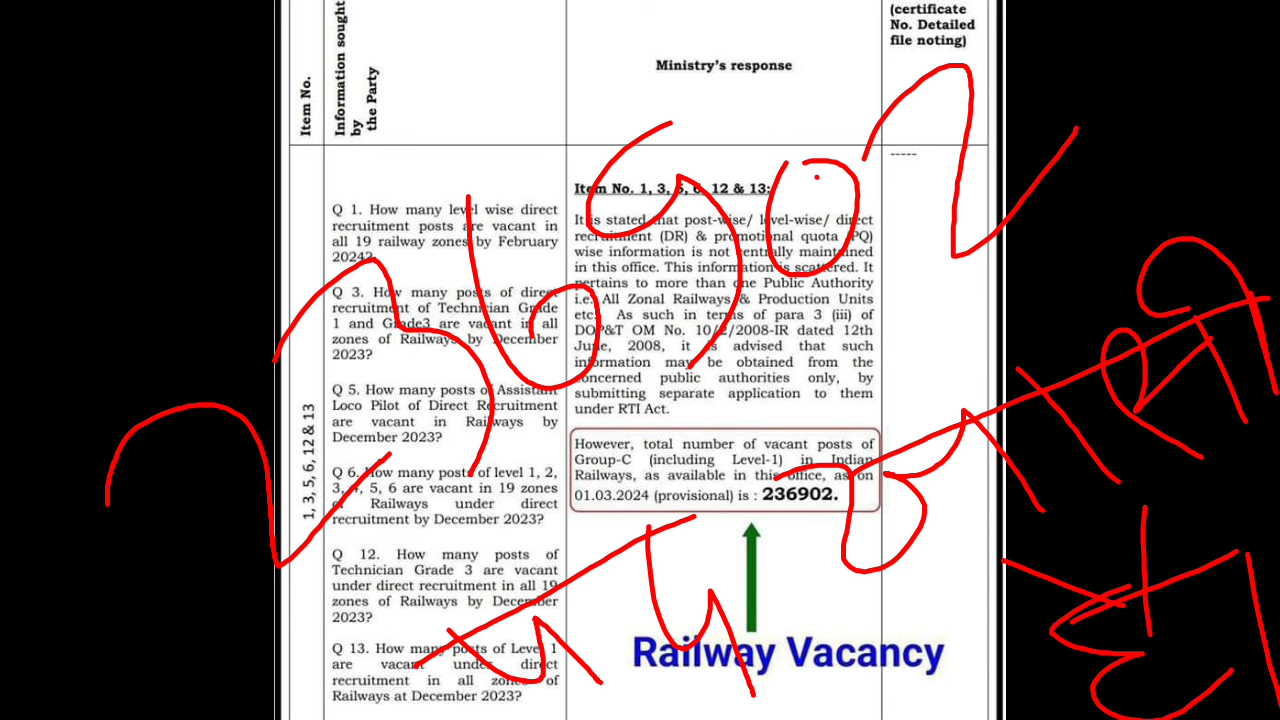 Item No.
Information sought
by
the Party
Ministry's response
(certificate
No. Detailed
file noting)
1, 3, 5, 6, 12 & 13
Q 1. How many level wise direct
recruitment posts are vacant in
all 19 railway zones by February
2024?
Q 3. How many posts of direct
recruitment of Technician Grade
1 and Grade3 are vacant in all
zones of Railways by December
2023?
Q 5. How many posts of Assistant
Loco Pilot of Direct Recruitment
are vacant in Railways by
December 2023?
Q 6. How many posts of level 1, 2,
3, 4, 5, 6 are vacant in 19 zones
of Railways under direct
recruitment by December 2023?
Q 12. How many posts of
Technician Grade 3 are vacant
under direct recruitment in all 19
zones of Railways by December
2023?
Q 13. How many posts of Level 1
are vacant under direct
recruitment in all zones of
Railways at December 2023?
Item No. 1, 3, 5, 6, 12 & 13:
It is stated that post-wise/ level-wise/ direct
recruitment (DR) & promotional quota (PQ)
wise information is not centrally maintained
in this office. This information is scattered. It
pertains to more than one Public Authority
i.e. All Zonal Railways & Production Units
etc. As such in terms of para 3 (iii) of
DOP&T OM No. 10/2/2008-IR dated 12th
June, 2008, it is advised that such
information may be obtained from the
concerned public authorities only, by
submitting separate application to them
under RTI Act.
However, total number of vacant posts of
Group-C (including Level-1) in Indian
Railways, as available in this office, as on
01.03.2024 (provisional) is : 236902.
-----
Railway Vacancy
236902